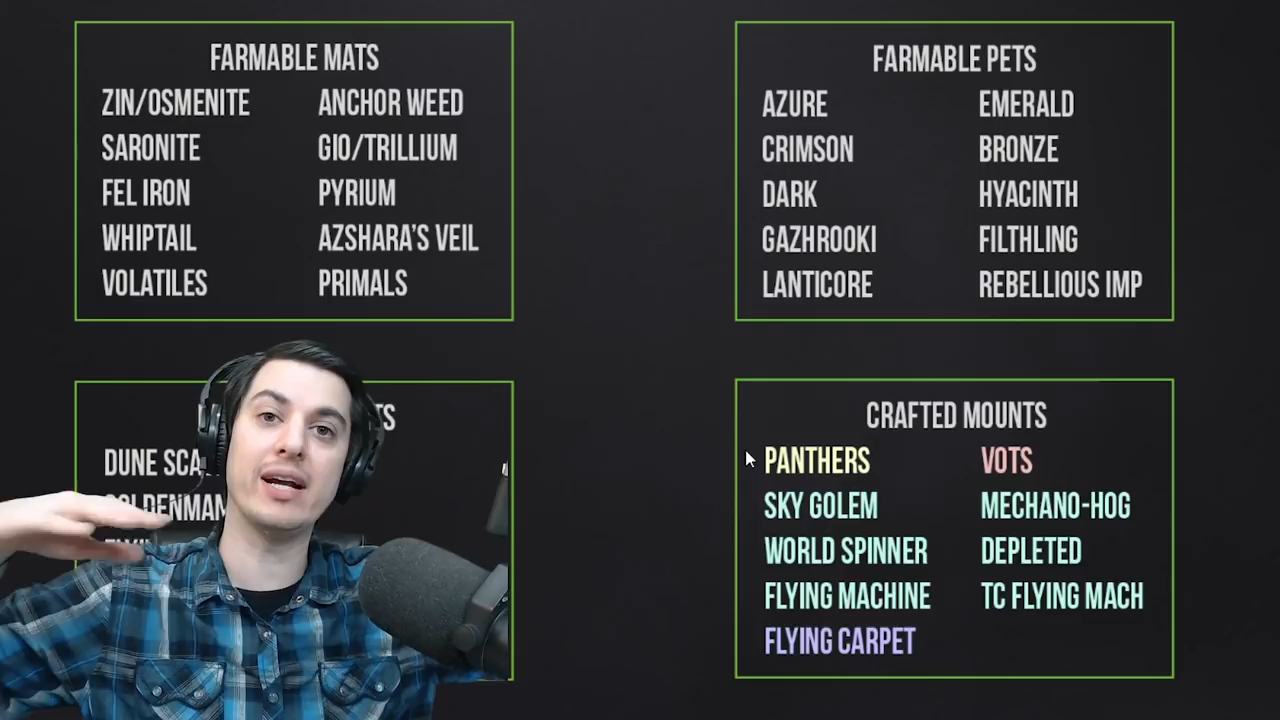 FARMABLE MATS
ZIN/OSMENITE ANCHOR WEED
SARONITE GIO/TRILLIUM
FEL IRON PYRIUM
WHIPTAIL AZSHARA'S VEIL
VOLATILES PRIMALS
FARMABLE PETS
AZURE EMERALD
CRIMSON BRONZE
DARK HYACINTH
GAZHROOKI FILTHLING
LANTICORE REBELLIOUS IMP
DUNE
CRAFTED MOUNTS
PANTHERS VOTS
SKY GOLEM MECHANO-HOG
WORLD SPINNER DEPLETED
FLYING MACHINE TC FLYING MACH
FLYING CARPET